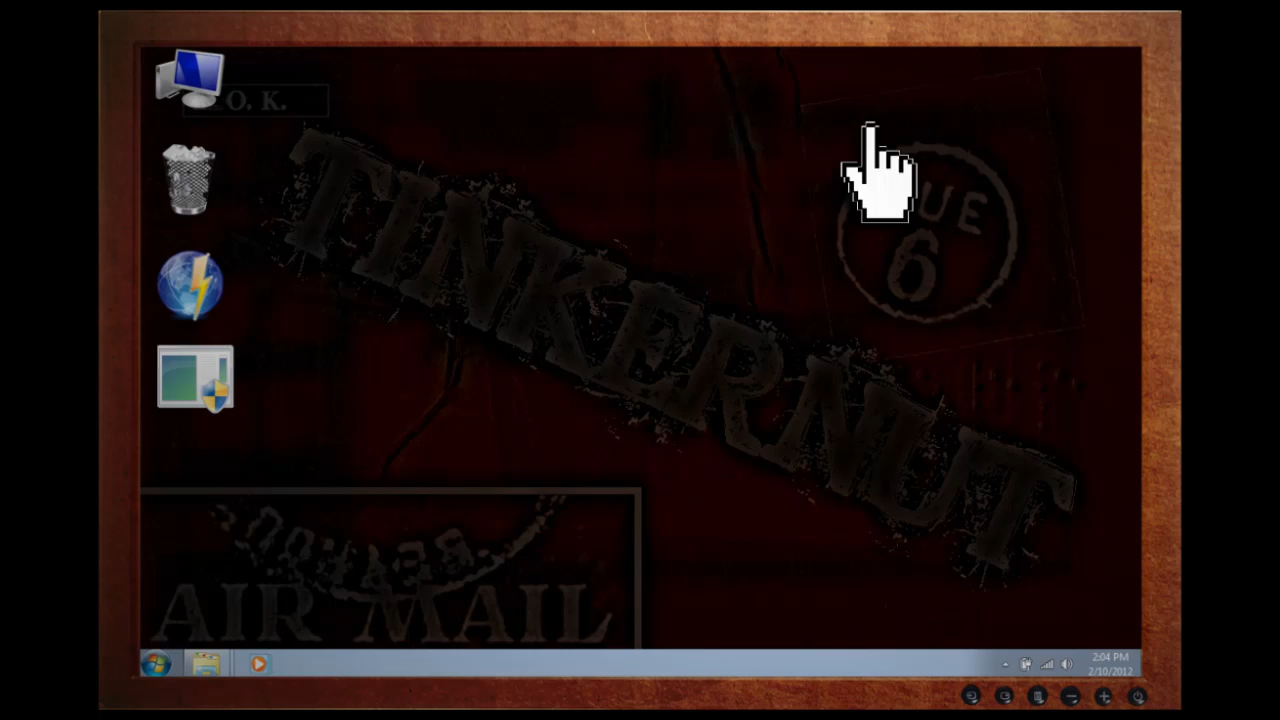 O. K.
UE
6
TINKERNUT
AIR MAIL
2:04 PM
2/10/2012